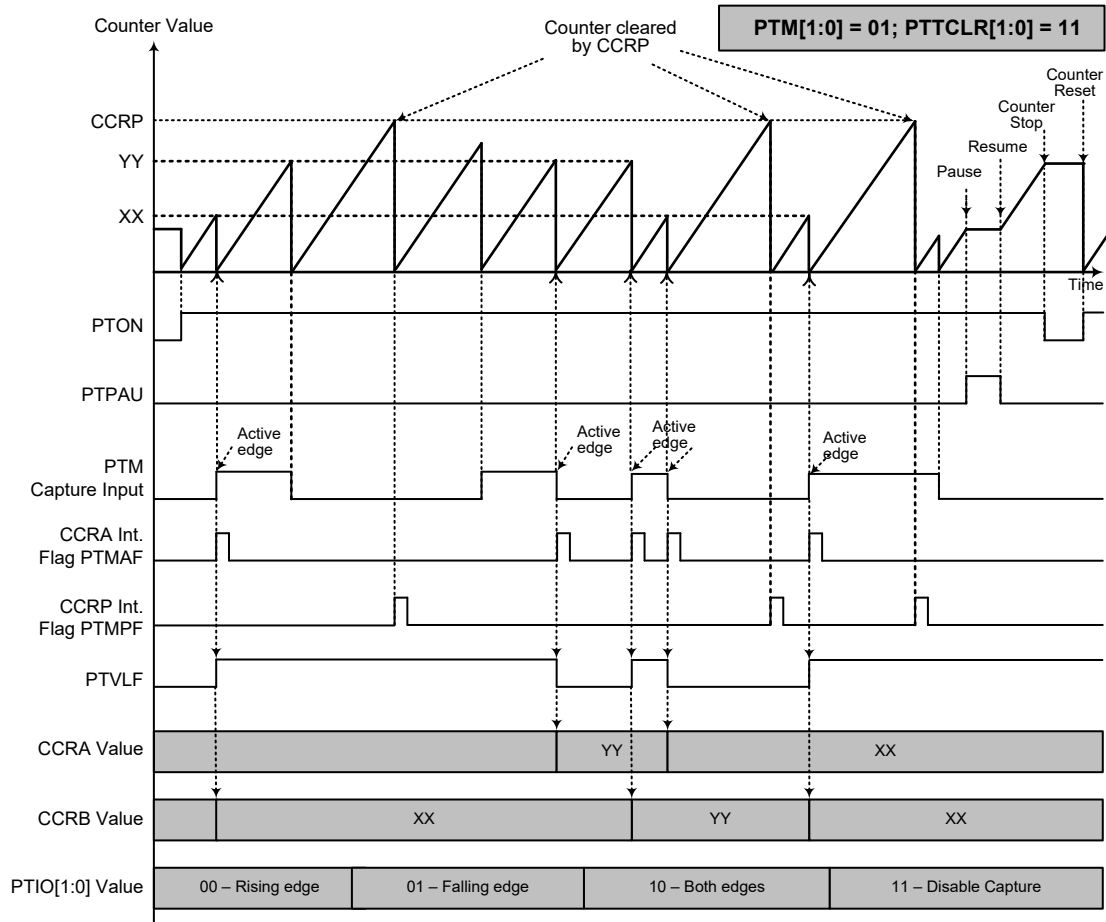 PTM[1:0] = 01; PTTCLR[1:0] = 11
Counter Value
Counter cleared
by CCRP
Counter
Reset
Counter
Stop
CCRP
YY
Resume
Pause
XX
Time
PTON
PTPAU
Active
edge
Active
edge
Active
edge
Active
edge
PTM
Capture Input
CCRA Int.
Flag PTMAF
CCRP Int.
Flag PTMPF
PTVLF
CCRA Value
YY
XX
CCRB Value
XX
YY
XX
PTIO[1:0] Value
00 – Rising edge
01 – Falling edge
10 – Both edges
11 – Disable Capture